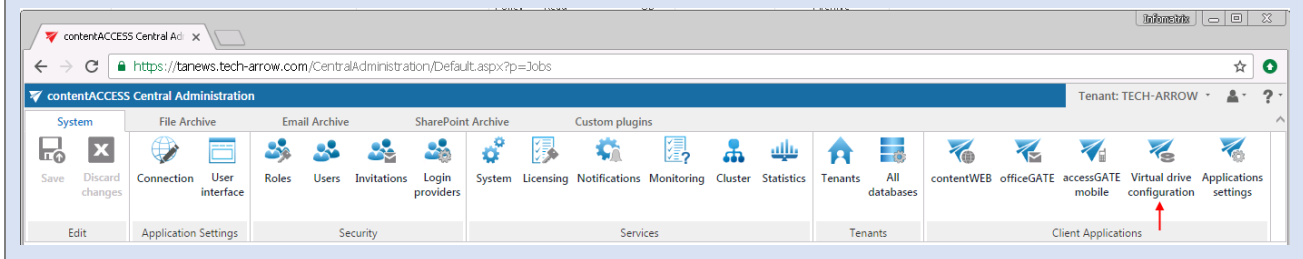 Infomatrix
contentACCESS Central Ad
https://tanews.tech-arrow.com/CentralAdministration/Default.aspx?p=Jobs
contentACCESS Central Administration
Tenant: TECH-ARROW
?
System File Archive Email Archive SharePoint Archive Custom plugins
Save Discard changes Connection User interface Roles Users Invitations Login providers System Licensing Notifications Monitoring Cluster Statistics Tenants All databases contentWEB officeGATE accessGATE mobile Virtual drive configuration Applications settings
Edit Application Settings Security Services Tenants Client Applications